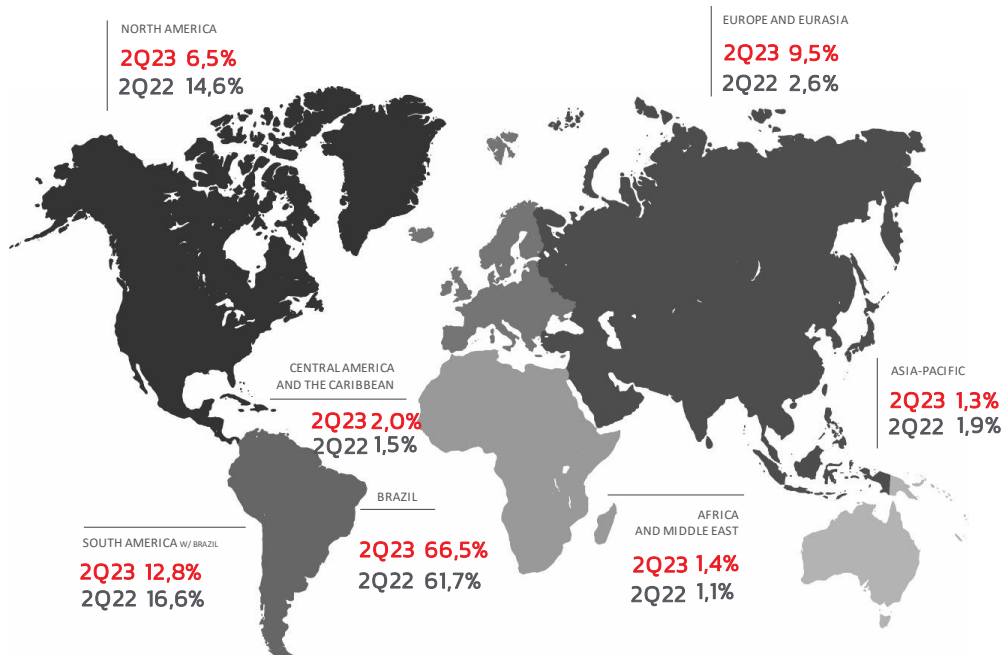 NORTH AMERICA
2Q23 6,5%
2Q22 14,6%
EUROPE AND EURASIA
2Q23 9,5%
2Q22 2,6%
CENTRAL AMERICA
AND THE CARIBBEAN
2Q23 2,0%
2Q22 1,5%
ASIA-PACIFIC
2Q23 1,3%
2Q22 1,9%
BRAZIL
2Q23 66,5%
2Q22 61,7%
AFRICA
AND MIDDLE EAST
2Q23 1,4%
2Q22 1,1%
SOUTH AMERICA W/ BRAZIL
2Q23 12,8%
2Q22 16,6%